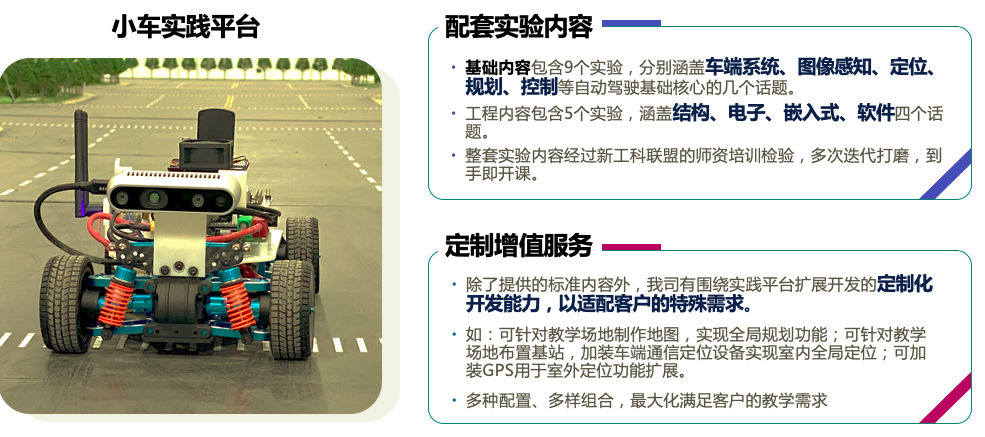 小车实践平台
配套实验内容
• 基础内容包含9个实验，分别涵盖车端系统、图像感知、定位、
规划、控制等自动驾驶基础核心的几个话题。
• 工程内容包含5个实验，涵盖结构、电子、嵌入式、软件四个话
题。
• 整套实验内容经过新工科联盟的师资培训检验，多次迭代打磨，到
手即开课。
定制增值服务
• 除了提供的标准内容外，我司有围绕实践平台扩展开发的定制化
开发能力，以适配客户的特殊需求。
• 如：可针对教学场地制作地图，实现全局规划功能；可针对教学
场地布置基站，加装车端通信定位设备实现室内全局定位；可加
装GPS用于室外定位功能扩展。
• 多种配置、多样组合，最大化满足客户的教学需求